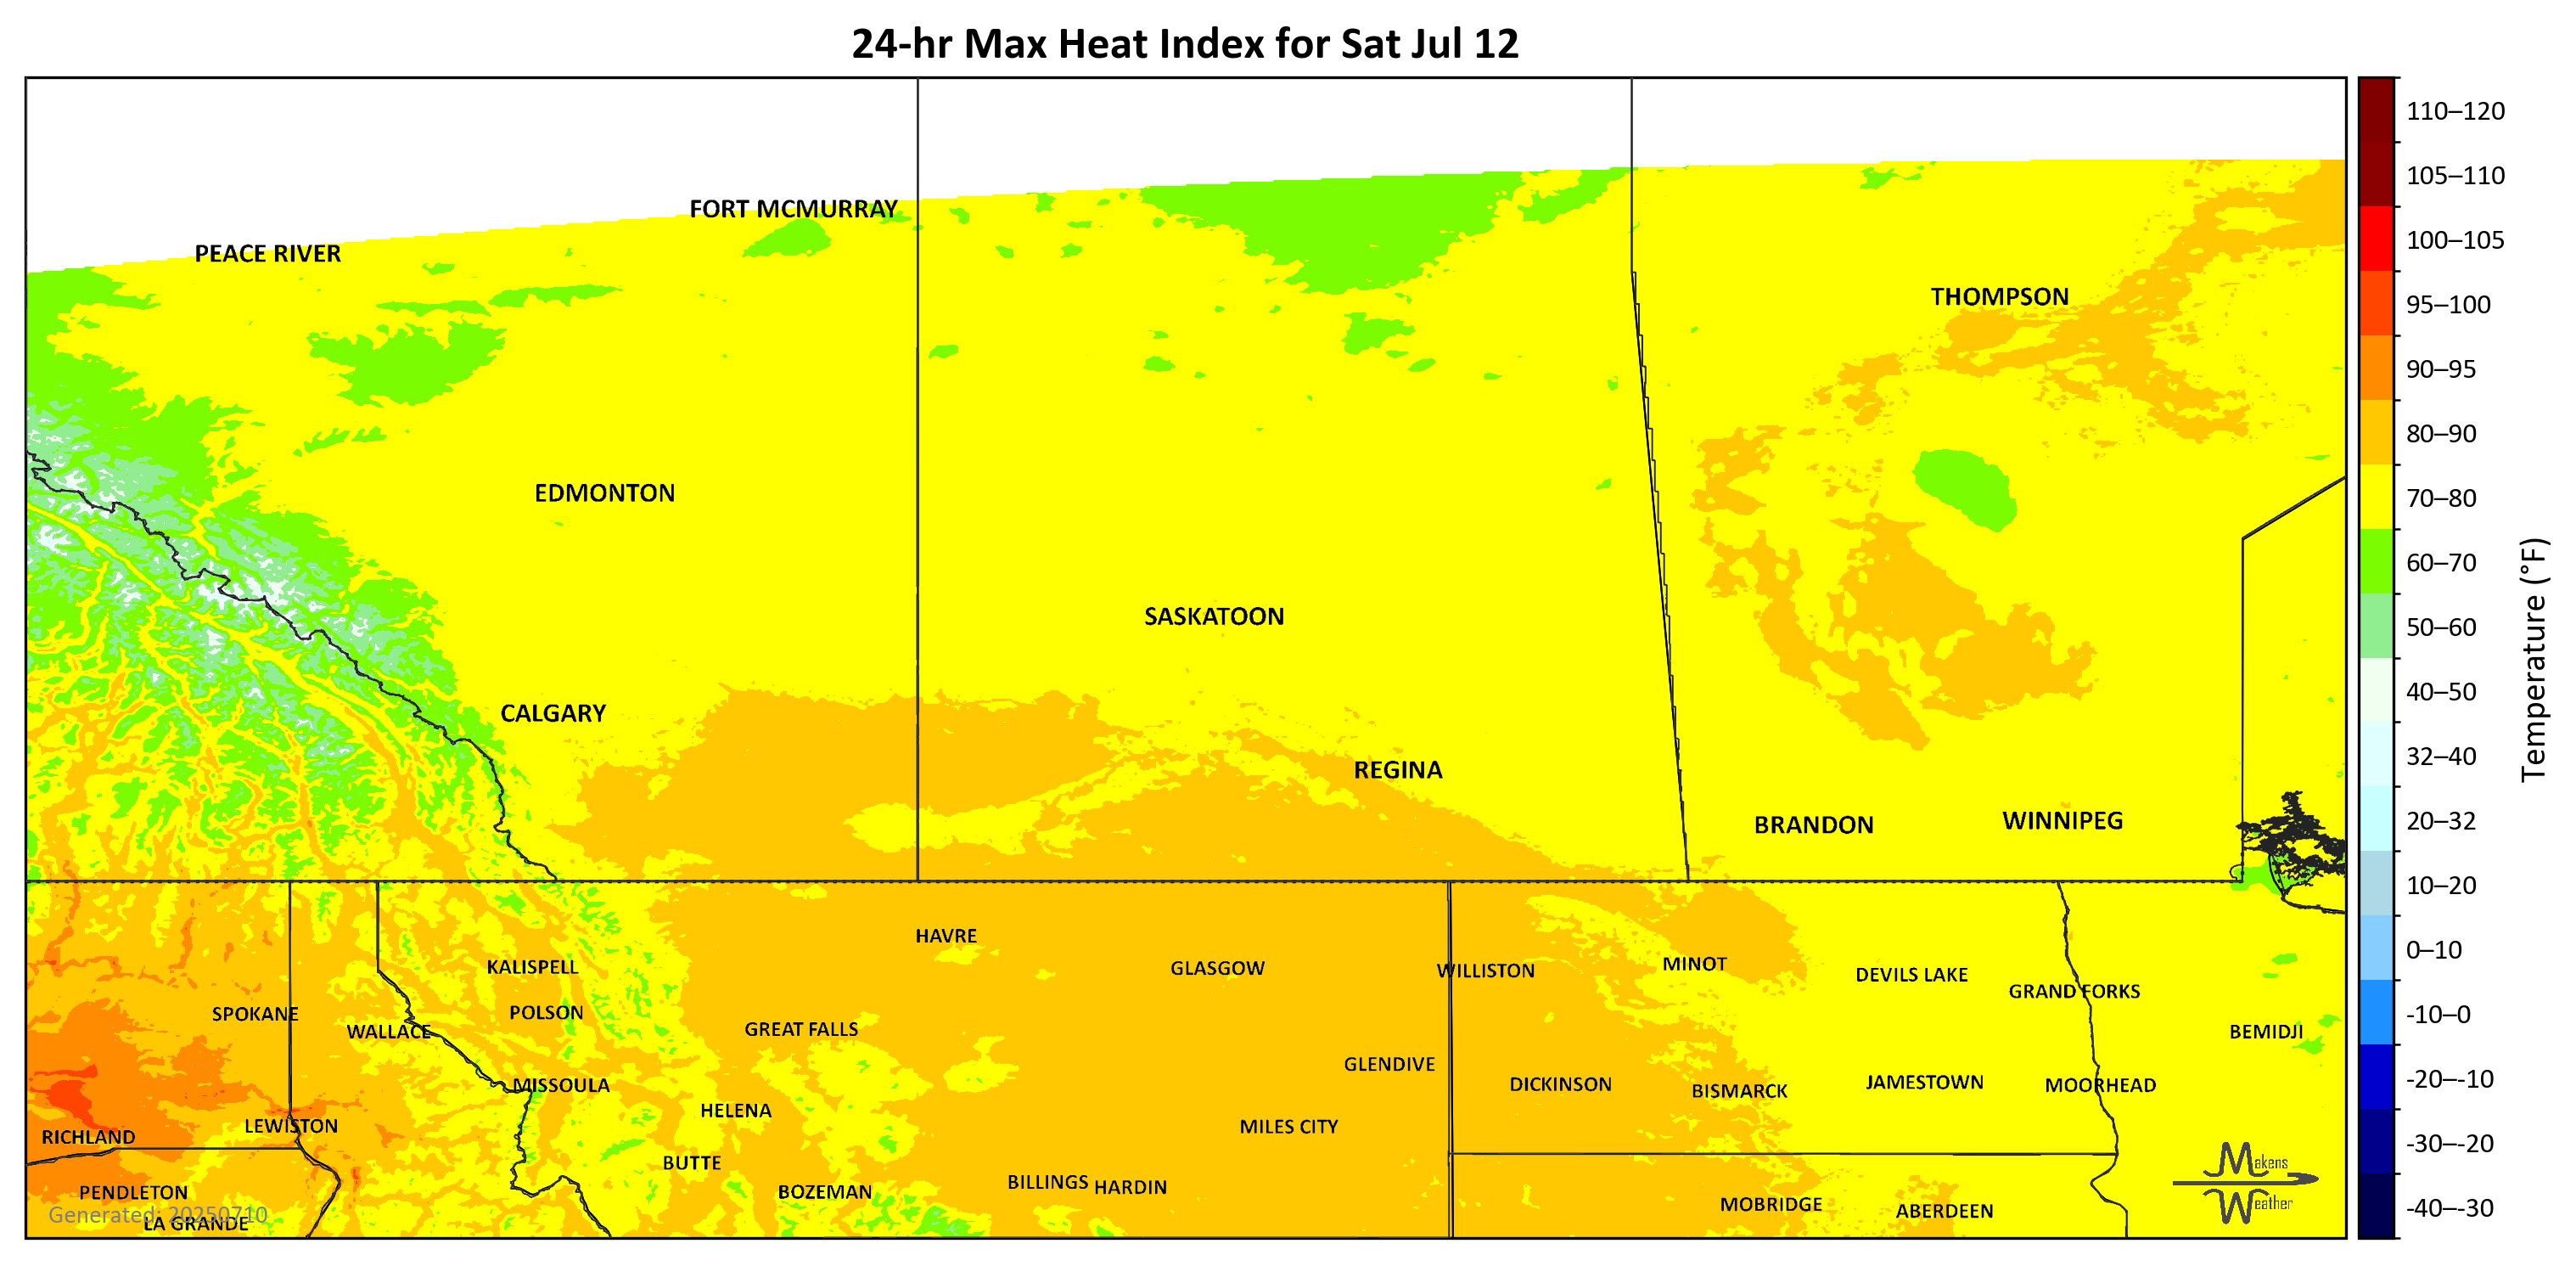 24-hr Max Heat Index for Sat Jul 12
FORT MCMURRAY
PEACE RIVER
THOMPSON
EDMONTON
SASKATOON
CALGARY
REGINA
BRANDON
WINNIPEG
HAVRE
KALISPELL
GLASGOW
WILLISTON
MINOT
DEVILS LAKE
GRAND FORKS
SPOKANE
POLSON
WALLACE
GREAT FALLS
BEMIDJI
GLENDIVE
MISSOULA
DICKINSON
BISMARCK
JAMESTOWN
MOORHEAD
HELENA
LEWISTON
MILES CITY
RICHLAND
BUTTE
PENDLETON
BOZEMAN
BILLINGS
HARDIN
MOBRIDGE
ABERDEEN
Generated: 20250710
LA GRANDE
Makens
Weather
110–120
105–110
100–105
95–100
90–95
80–90
70–80
60–70
50–60
40–50
32–40
20–32
10–20
0–10
-10–0
-20–-10
-30–-20
-40–-30
Temperature (°F)